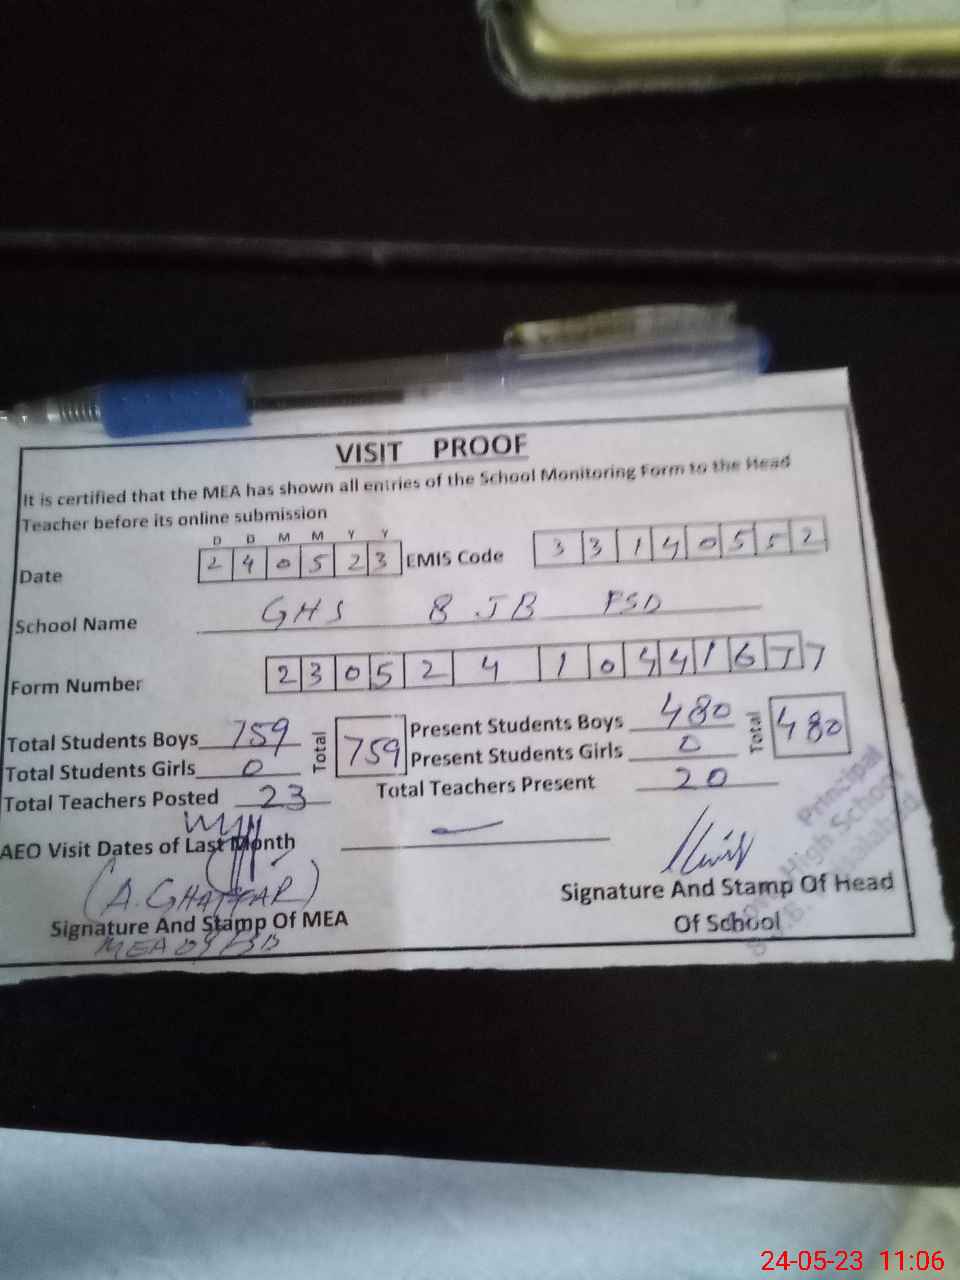 VISIT PROOF
It is certified that the MEA has shown all entries of the School Monitoring Form to the Head
Teacher before its online submission
D D M M Y Y
Date 2 4 0 5 2 3 EMIS Code 3 3 1 4 0 5 5 2
School Name GHS 8 JB FSD
Form Number 2 3 0 5 2 4 4 1 0 4 4 1 6 7 7
Total Students Boys 759 Total 759 Present Students Boys 480 Total 480
Total Students Girls 0 Present Students Girls 0
Total Teachers Posted 23 Total Teachers Present 20
AEO Visit Dates of Last Month —
(A. GHAFFAR)
Signature And Stamp Of MEA
MEA 09 FSD
Signature And Stamp Of Head
Of School
Principal
High School
24-05-23 11:06